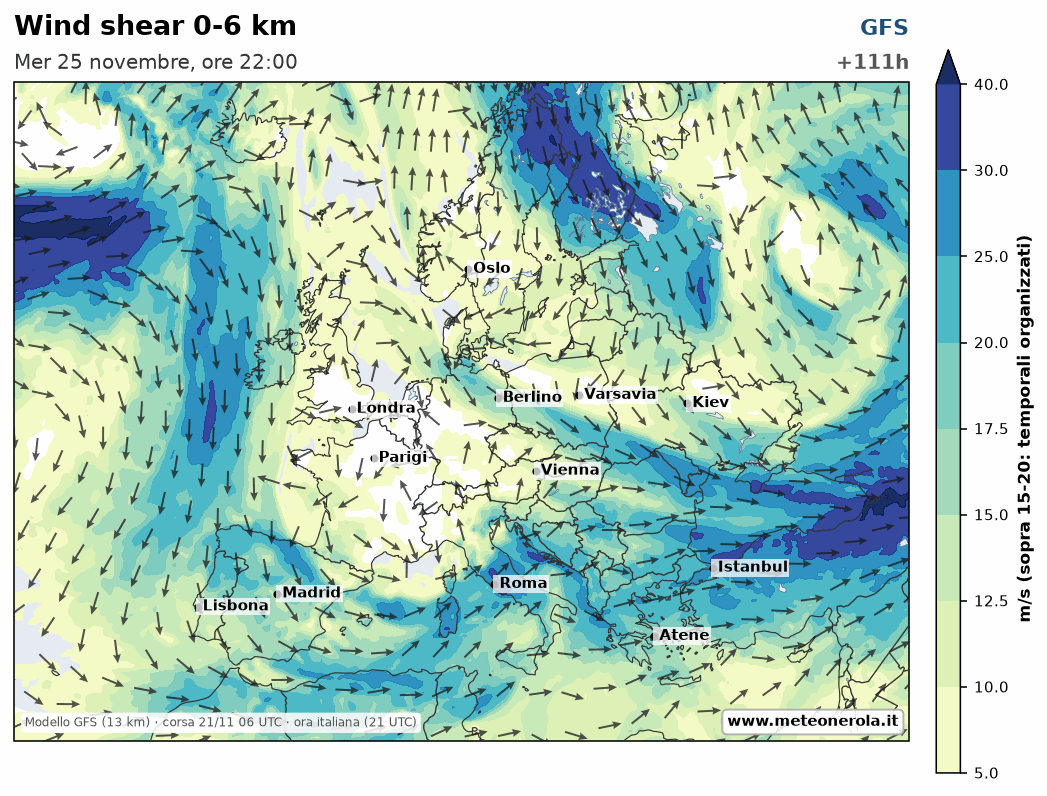 Wind shear 0-6 km
GFS
Mer 25 novembre, ore 22:00
+111h
40.0
30.0
25.0
20.0
17.5
15.0
12.5
10.0
5.0
m/s (sopra 15-20: temporali organizzati)
Oslo
Berlino
Varsavia
Kiev
Londra
Parigi
Vienna
Istanbul
Roma
Madrid
Lisbona
Atene
Modello GFS (13 km) · corsa 21/11 06 UTC · ora italiana (21 UTC)
www.meteonerola.it